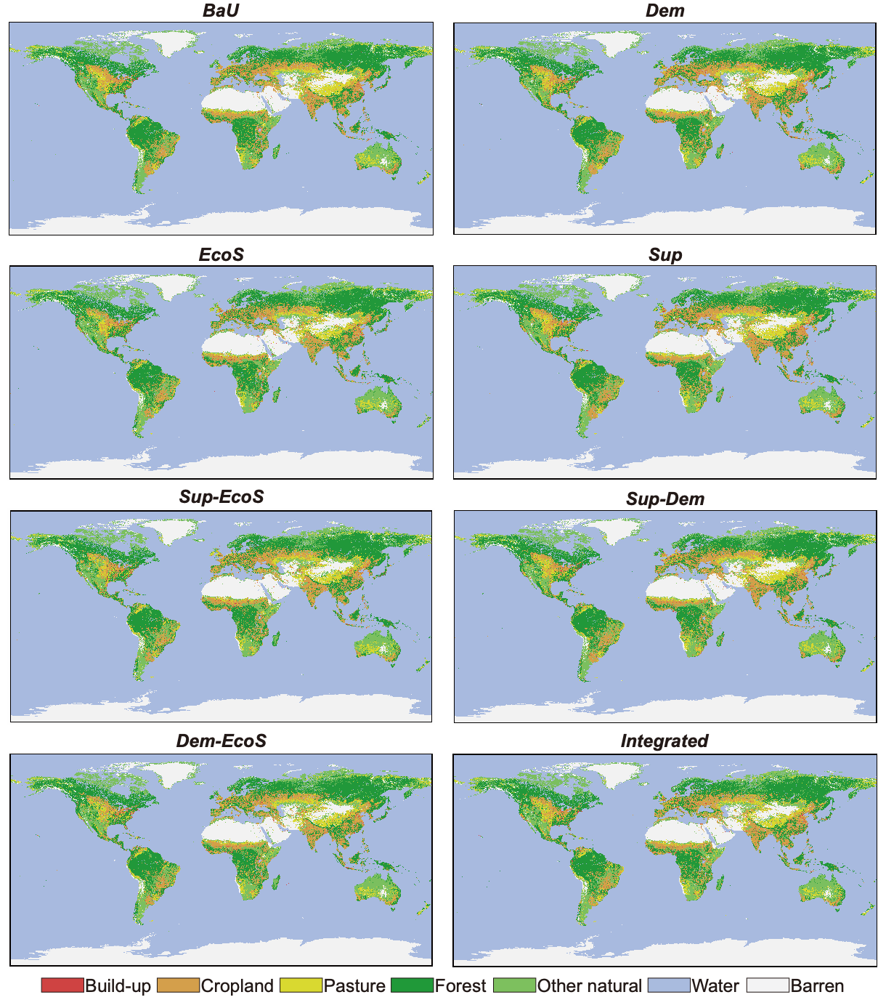 BaU
Dem
EcoS
Sup
Sup-EcoS
Sup-Dem
Dem-EcoS
Integrated
Build-up Cropland Pasture Forest Other natural Water Barren